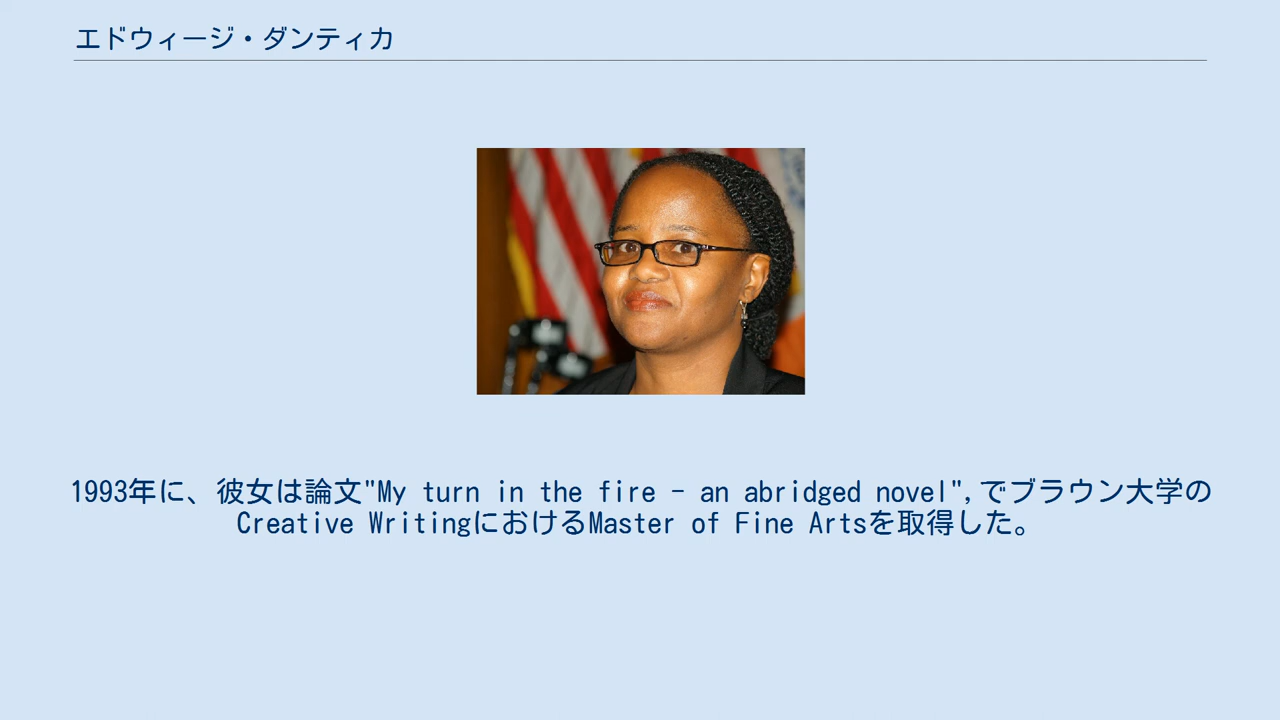 エドウィージ・ダンティカ
1993年に、彼女は論文"My turn in the fire - an abridged novel",でブラウン大学の
Creative WritingにおけるMaster of Fine Artsを取得した。